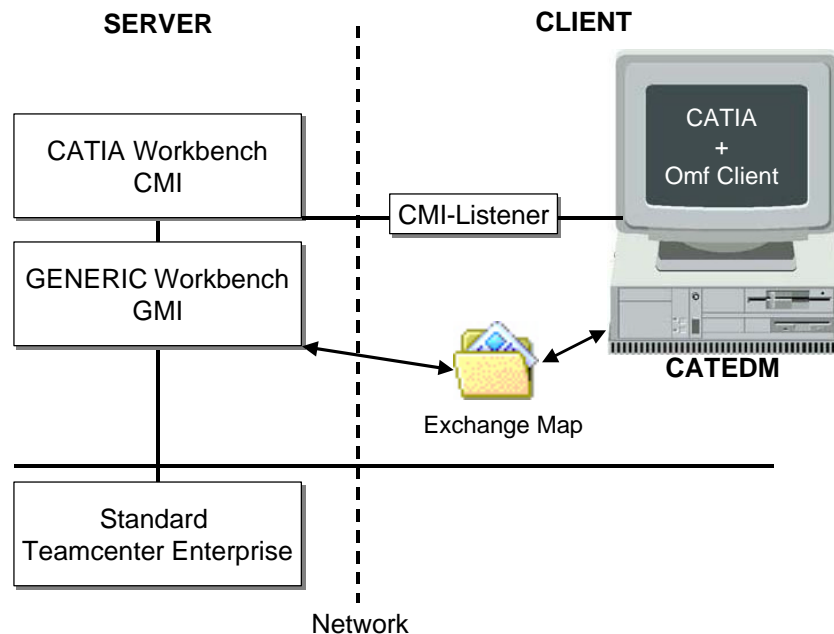 SERVER
CLIENT
CATIA Workbench
CMI
CATIA
+
Omf Client
CMI-Listener
GENERIC Workbench
GMI
CATEDM
Exchange Map
Standard
Teamcenter Enterprise
Network